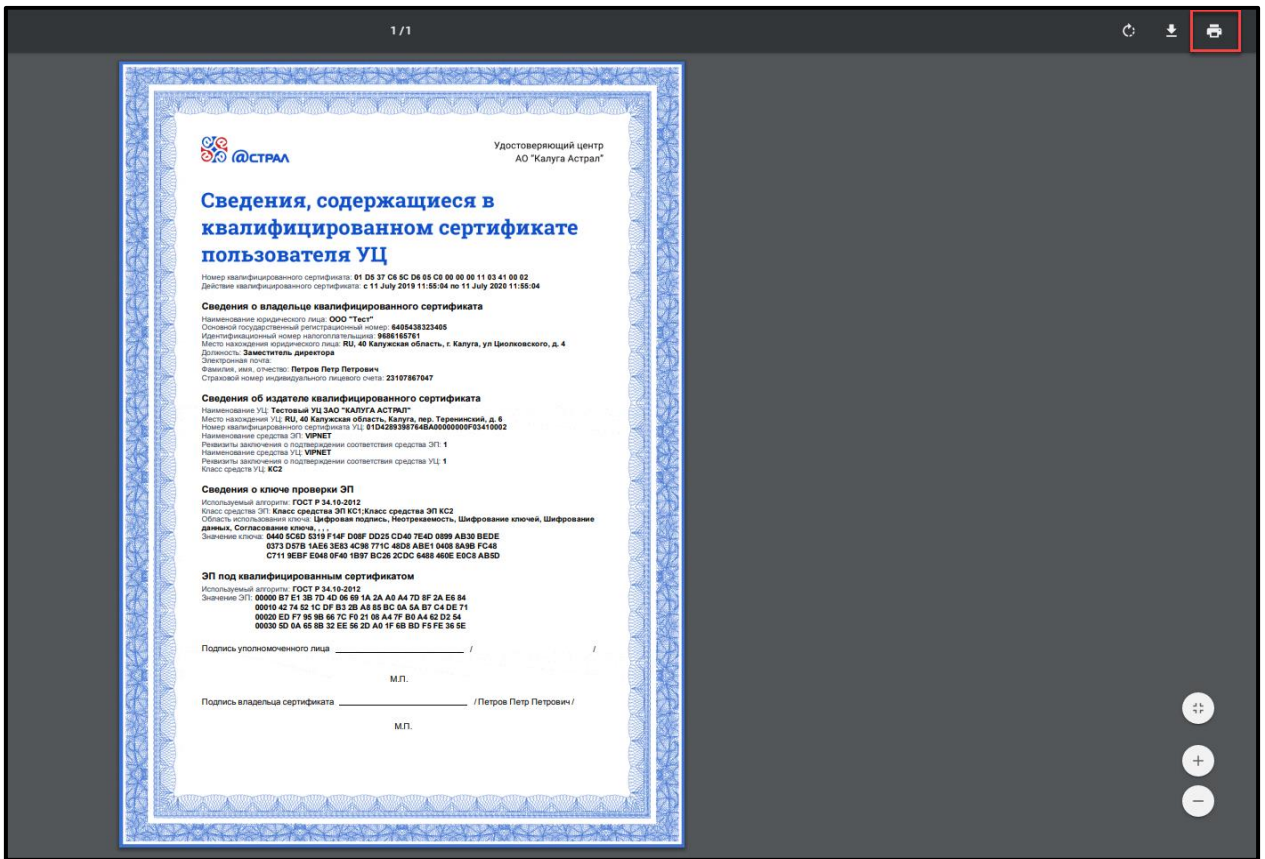 1 / 1
@СТРАЛ
Удостоверяющий центр
АО "Калуга Астрал"
Сведения, содержащиеся в
квалифицированном сертификате
пользователя УЦ
Номер квалифицированного сертификата: 01 D5 37 C6 5C D6 05 C0 00 00 00 11 03 41 00 02
Действие квалифицированного сертификата: с 11 July 2019 11:55:04 по 11 July 2020 11:55:04
Сведения о владельце квалифицированного сертификата
Наименование юридического лица: ООО "Тест"
Основной государственный регистрационный номер: 6405438323405
Идентификационный номер налогоплательщика: 9686165761
Место нахождения юридического лица: RU, 40 Калужская область, г. Калуга, ул Циолковского, д. 4
Должность: Заместитель директора
Электронная почта:
Фамилия, имя, отчество: Петров Петр Петрович
Страховой номер индивидуального лицевого счета: 23107867047
Сведения об издателе квалифицированного сертификата
Наименование УЦ: Тестовый УЦ ЗАО "КАЛУГА АСТРАЛ"
Место нахождения УЦ: RU, 40 Калужская область, Калуга, пер. Теренинский, д. 6
Номер квалифицированного сертификата УЦ: 01D4289398764BA00000000F03410002
Наименование средства ЭП: VIPNET
Реквизиты заключения о подтверждении соответствия средства ЭП: 1
Наименование средства УЦ: VIPNET
Реквизиты заключения о подтверждении соответствия средства УЦ: 1
Класс средств УЦ: КС2
Сведения о ключе проверки ЭП
Используемый алгоритм: ГОСТ Р 34.10-2012
Класс средства ЭП: Класс средства ЭП КС1;Класс средства ЭП КС2
Область использования ключа: Цифровая подпись, Неотрекаемость, Шифрование ключей, Шифрование
данных, Согласование ключа, , , ,
Значение ключа: 0440 5C6D 5319 F14F D08F DD25 CD40 7E4D 0899 AB30 BEDE
0373 D57B 1AE6 3E83 4C98 771C 48D8 ABE1 0408 8A9B FC48
C711 9EBF E048 0F40 1B97 BC26 2CDC 6488 460E E0C8 AB5D
ЭП под квалифицированным сертификатом
Используемый алгоритм: ГОСТ Р 34.10-2012
Значение ЭП: 00000 B7 E1 3B 7D 4D 06 69 1A 2A A0 A4 7D 8F 2A E6 84
00010 42 74 52 1C DF B3 2B A8 85 BC 0A 5A B7 C4 DE 71
00020 ED F7 95 9B 66 7C F0 21 08 A4 7F B0 A4 62 D2 54
00030 5D 0A 65 8B 32 EE 56 2D A0 1F 6B BD F5 FE 36 5E
Подпись уполномоченного лица ____________________ / /
М.П.
Подпись владельца сертификата ____________________ / Петров Петр Петрович /
М.П.